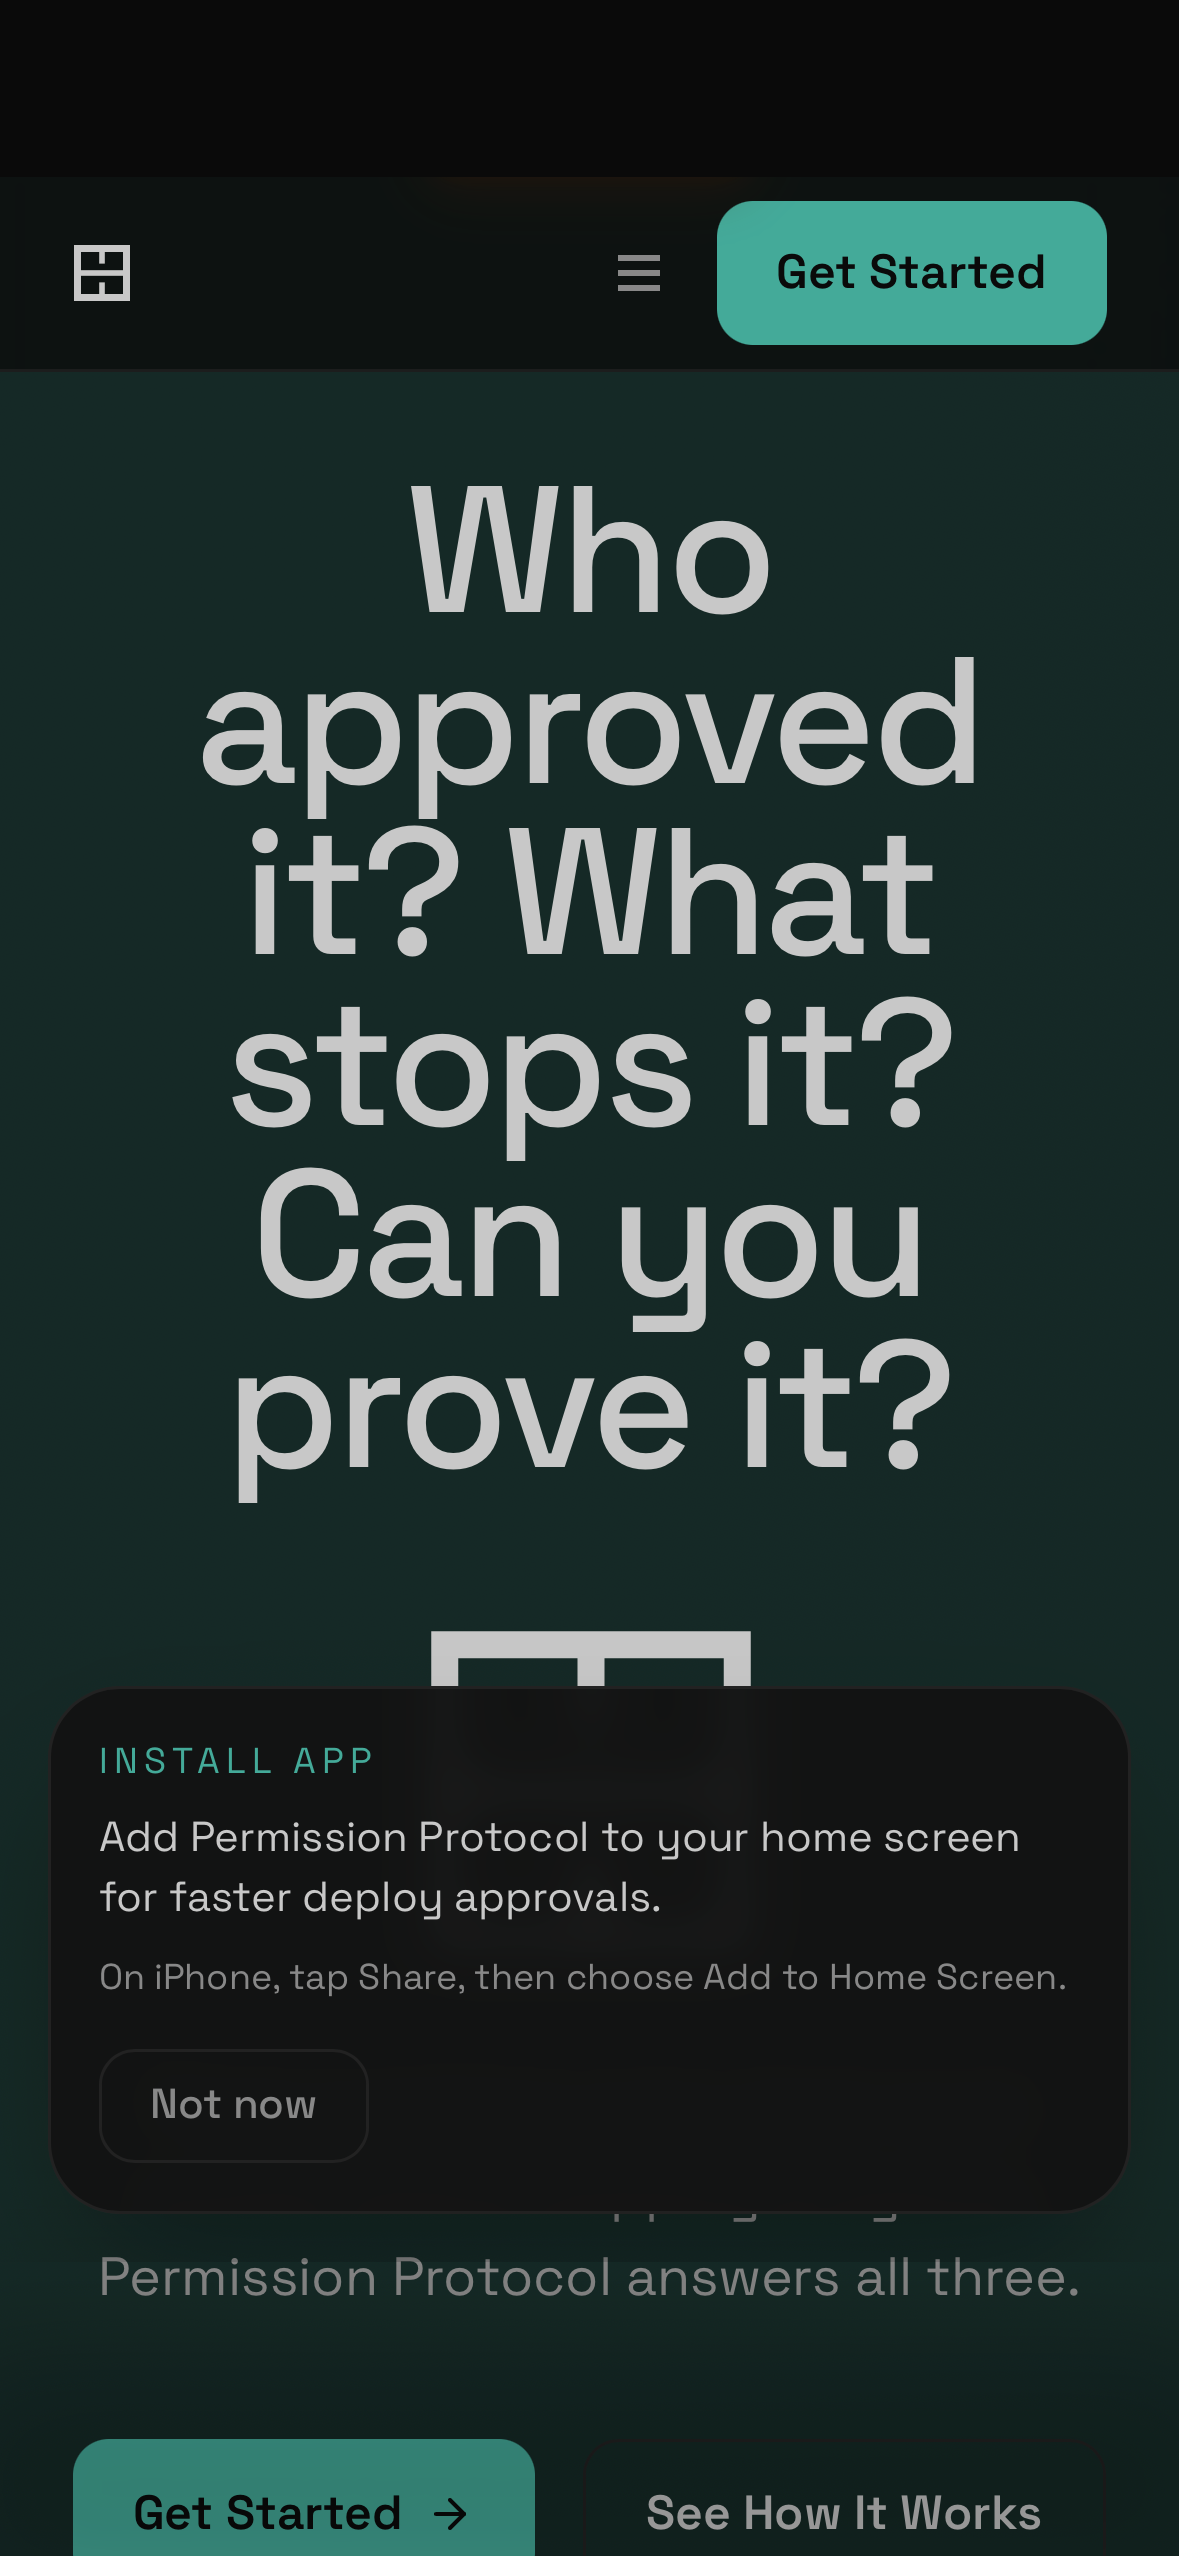 Get Started
Who
approved
it? What
stops it?
Can you
prove it?
INSTALL APP
Add Permission Protocol to your home screen
for faster deploy approvals.
On iPhone, tap Share, then choose Add to Home Screen.
Not now
Permission Protocol answers all three.
Get Started →
See How It Works